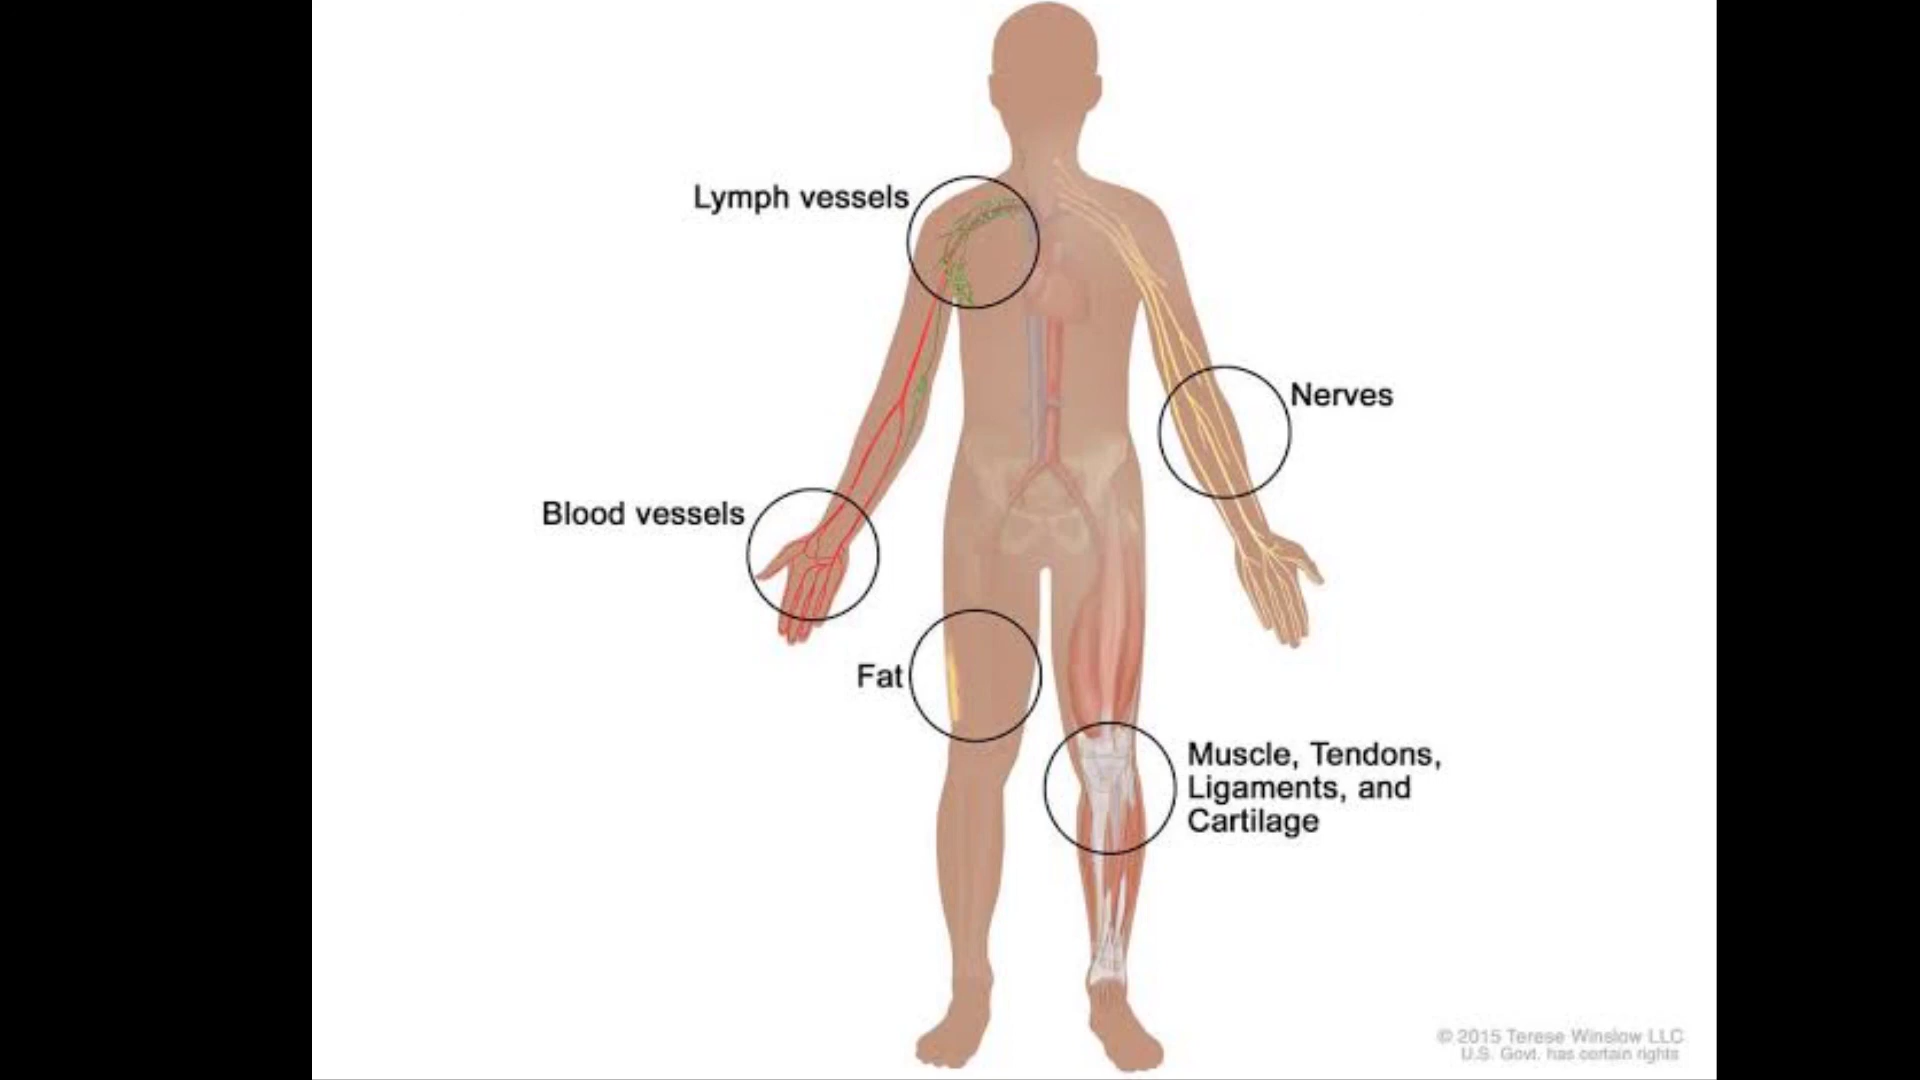 Lymph vessels
Nerves
Blood vessels
Fat
Muscle, Tendons,
Ligaments, and
Cartilage
© 2015 Terese Winslow LLC
U.S. Govt. has certain rights